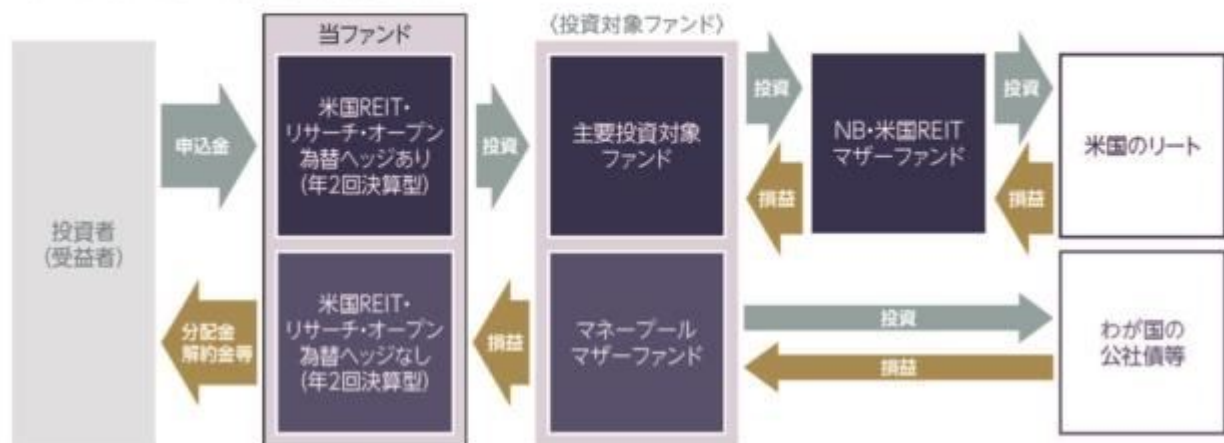 当ファンド
〈投資対象ファンド〉
投資者
(受益者)
申込金
分配金
解約金等
米国REIT・
リサーチ・オープン
為替ヘッジあり
(年2回決算型)
米国REIT・
リサーチ・オープン
為替ヘッジなし
(年2回決算型)
投資
損益
主要投資対象
ファンド
マネープール
マザーファンド
投資
損益
NB・米国REIT
マザーファンド
投資
損益
米国のリート
投資
損益
わが国の
公社債等